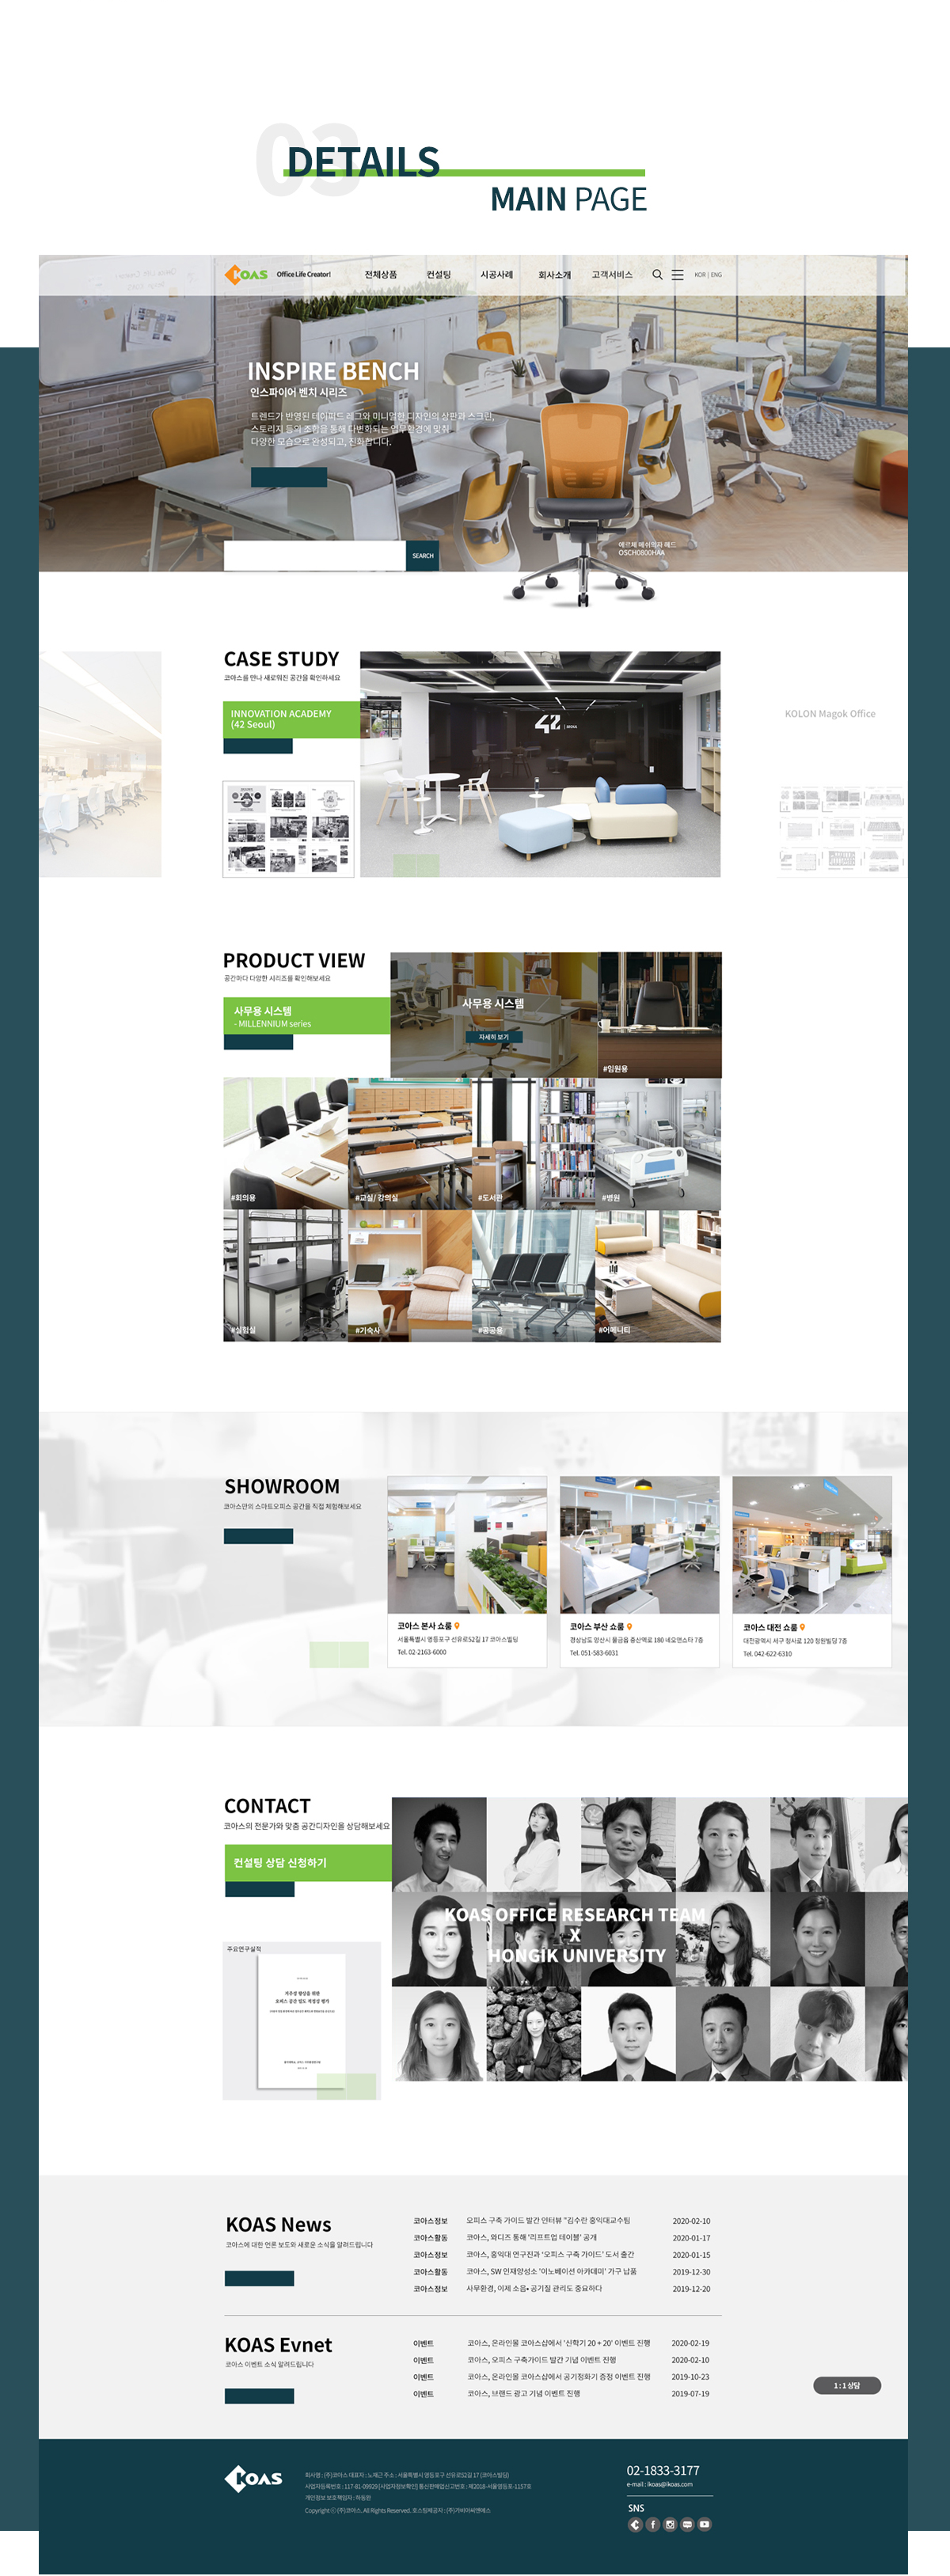 03
DETAILS
MAIN PAGE
KOAS
Office Life Creator!
전체상품
컨설팅
시공사례
회사소개
고객서비스
KOR | ENG
INSPIRE BENCH
인스파이어 벤치 시리즈
트렌드가 반영된 테이퍼드 레그와 미니멀한 디자인의 상판과 스크린,
스토리지 등의 조합을 통해 다변화되는 업무환경에 맞춰
다양한 모습으로 완성되고, 진화합니다.
SEARCH
OSCH0800HAA
CASE STUDY
코아스를 만나 새로워진 공간을 확인하세요
INNOVATION ACADEMY
(42 Seoul)
42 | SEOUL
KOLON Magok Office
PRODUCT VIEW
공간마다 다양한 시리즈를 확인해보세요
사무용 시스템
- MILLENNIUM series
사무용 시스템
자세히 보기
#임원용
#회의용
#교실/ 강의실
#도서관
#병원
#실험실
#기숙사
#공공용
#어메니티
SHOWROOM
코아스만의 스마트오피스 공간을 직접 체험해보세요
코아스 본사 쇼룸
서울특별시 영등포구 선유로52길 17 코아스빌딩
Tel. 02-2163-6000
코아스 부산 쇼룸
경상남도 양산시 물금읍 증산역로 180 네오엔스타 7층
Tel. 051-583-6031
코아스 대전 쇼룸
대전광역시 서구 청사로 120 청원빌딩 7층
Tel. 042-622-6310
CONTACT
코아스의 전문가와 맞춤 공간디자인을 상담해보세요
컨설팅 상담 신청하기
KOAS OFFICE RESEARCH TEAM
X
HONGIK UNIVERSITY
주요연구실적
거주성 향상을 위한
오피스 공간 밀도 적정성 평가
KOAS News
코아스에 대한 언론 보도와 새로운 소식을 알려드립니다
코아스정보 오피스 구축 가이드 발간 인터뷰 "김수란 홍익대교수팀 2020-02-10
코아스활동 코아스, 와디즈 통해 '리프트업 테이블' 공개 2020-01-17
코아스정보 코아스, 홍익대 연구진과 '오피스 구축 가이드' 도서 출간 2020-01-15
코아스활동 코아스, SW 인재양성소 '이노베이션 아카데미' 가구 납품 2019-12-30
코아스정보 사무환경, 이제 소음• 공기질 관리도 중요하다 2019-12-20
KOAS Evnet
코아스 이벤트 소식 알려드립니다
이벤트 코아스, 온라인몰 코아스샵에서 '신학기 20 + 20' 이벤트 진행 2020-02-19
이벤트 코아스, 오피스 구축가이드 발간 기념 이벤트 진행 2020-02-10
이벤트 코아스, 온라인몰 코아스샵에서 공기정화기 증정 이벤트 진행 2019-10-23
이벤트 코아스, 브랜드 광고 기념 이벤트 진행 2019-07-19
1 : 1 상담
KOAS
회사명 : (주)코아스 대표자 : 노재근 주소 : 서울특별시 영등포구 선유로52길 17 (코아스빌딩)
사업자등록번호 : 117-81-09929 [사업자정보확인] 통신판매업신고번호 : 제2018-서울영등포-1157호
개인정보 보호책임자 : 하동완
Copyright ⓒ (주)코아스. All Rights Reserved. 호스팅제공자 : (주)가비아씨엔에스
02-1833-3177
e-mail : ikoas@ikoas.com
SNS